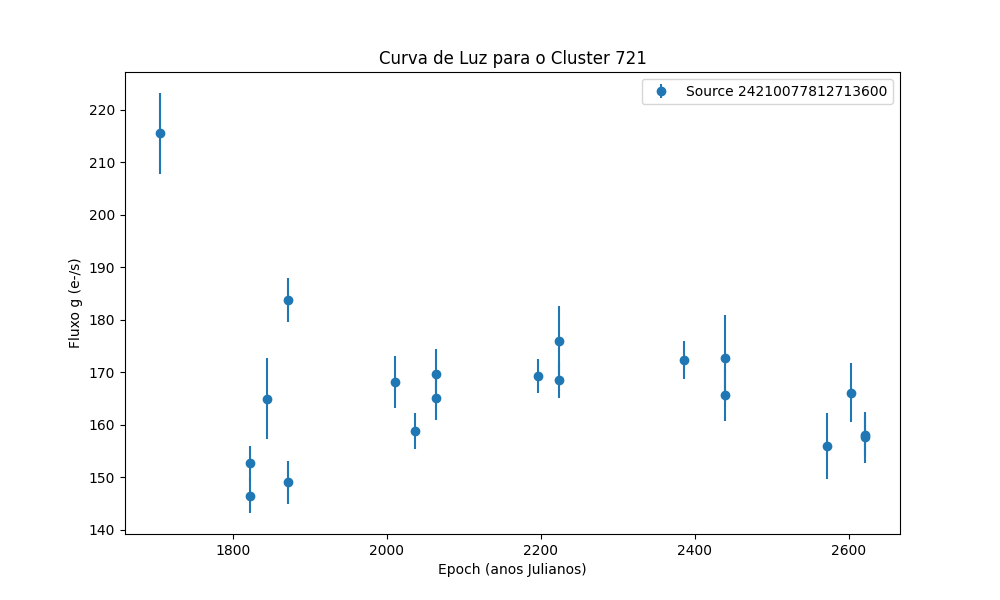 Curva de Luz para o Cluster 721
Source 24210077812713600
220
210
200
190
180
170
160
150
140
Fluxo g (e-/s)
1800 2000 2200 2400 2600
Epoch (anos Julianos)